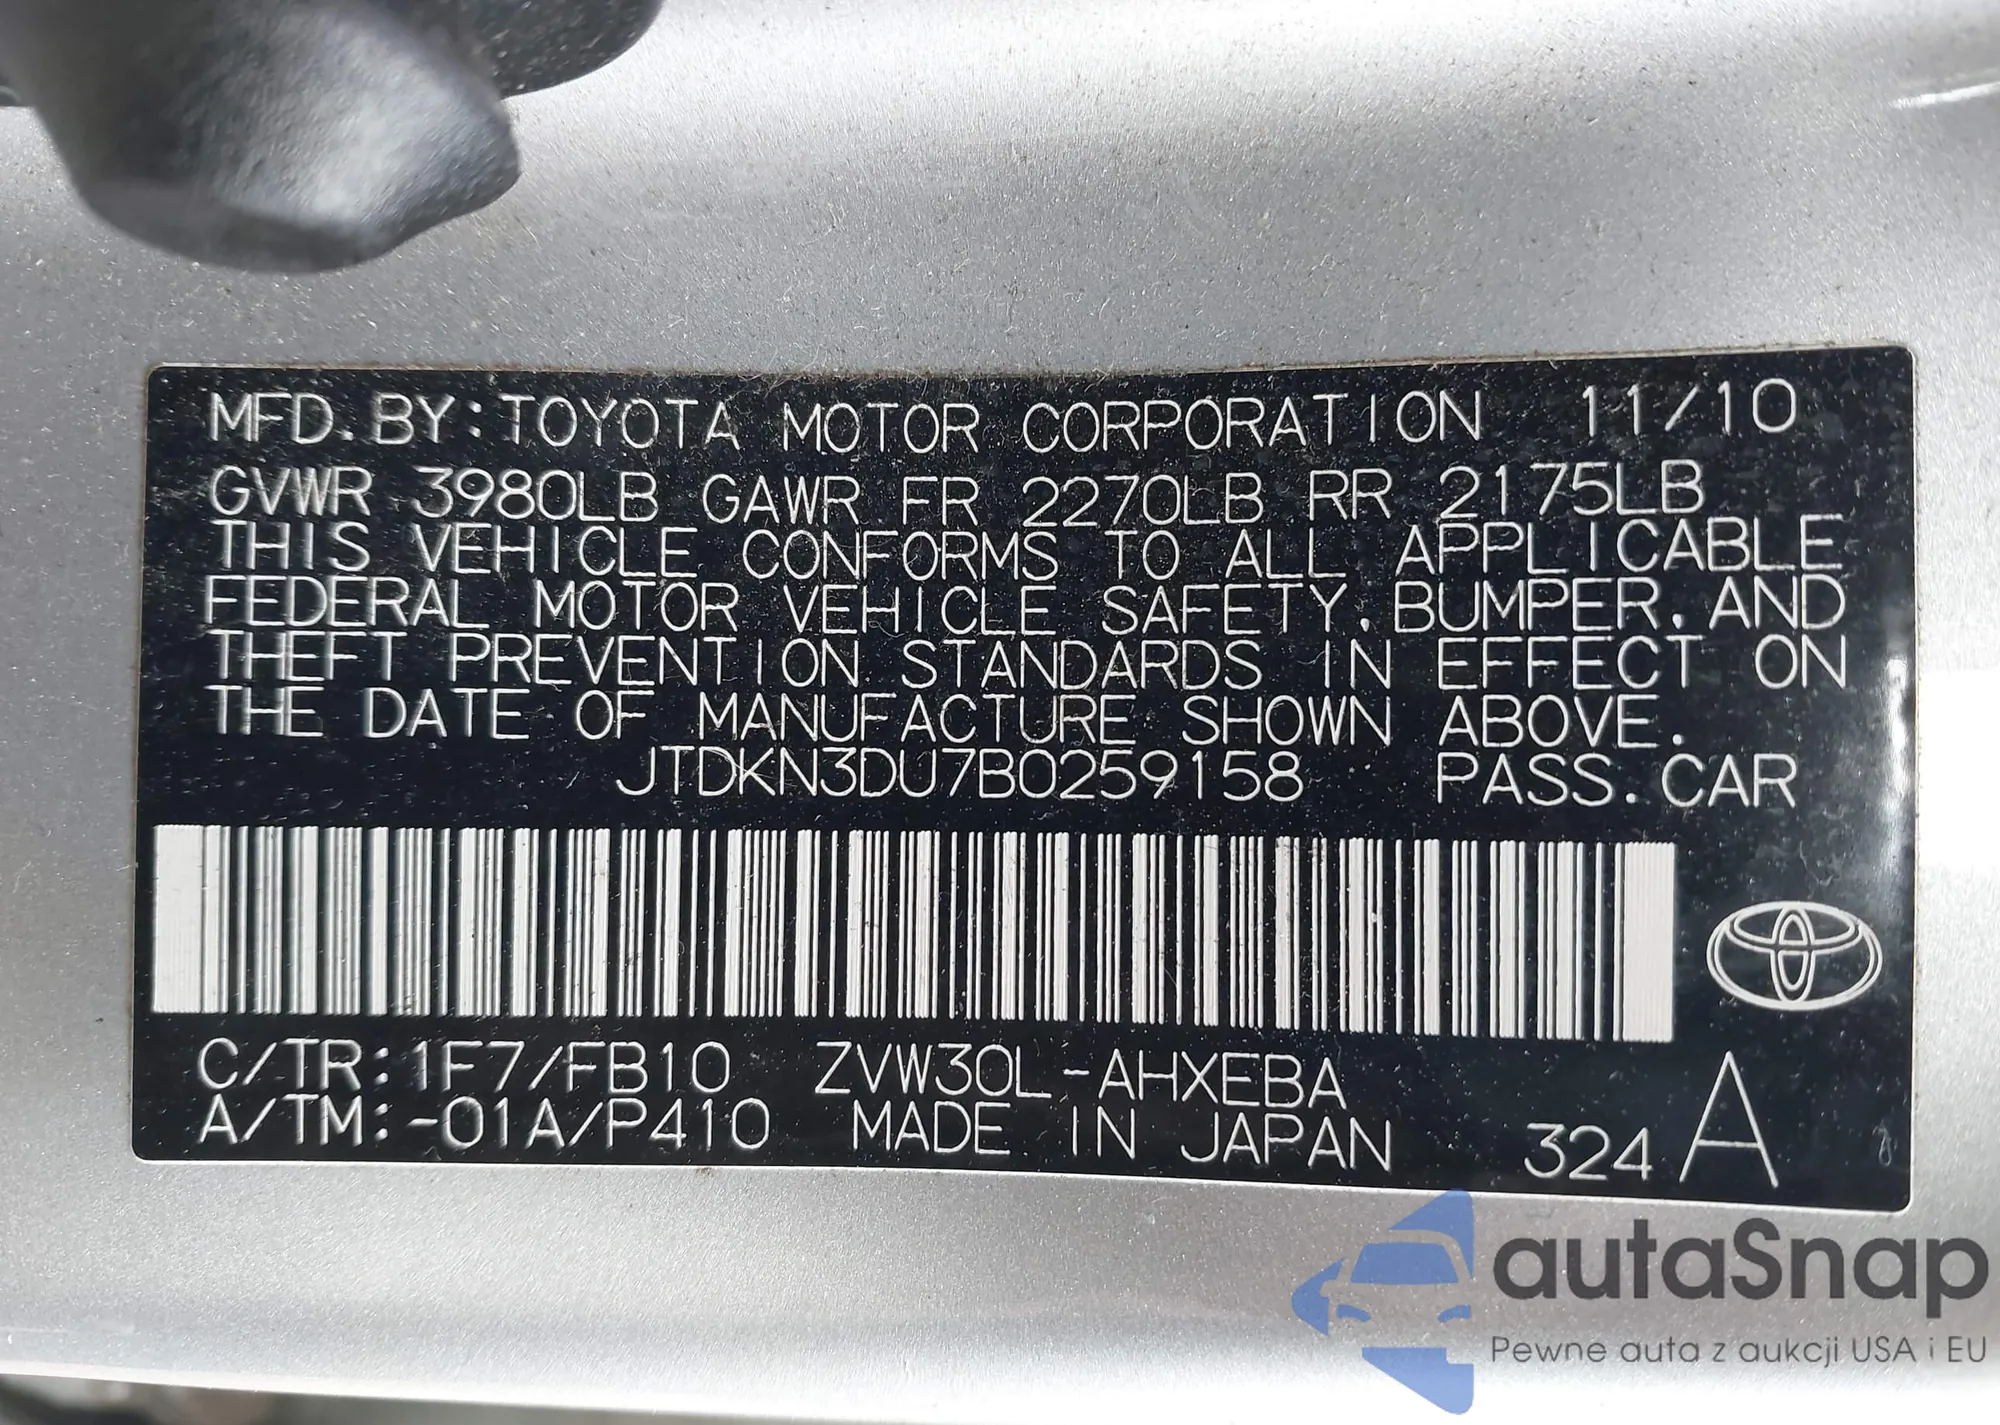 MFD. BY: TOYOTA MOTOR CORPORATION 11/10
GVWR 3980LB GAWR FR 2270LB RR 2175LB
THIS VEHICLE CONFORMS TO ALL APPLICABLE
FEDERAL MOTOR VEHICLE SAFETY, BUMPER, AND
THEFT PREVENTION STANDARDS IN EFFECT ON
THE DATE OF MANUFACTURE SHOWN ABOVE.
JTDKN3DU7B0259158 PASS. CAR
C/TR: 1F7/FB10 ZVW30L-AHXEBA
A/TM: -01A/P410 MADE IN JAPAN 324 A
autoSnap
Pewne auta z aukcji USA i EU